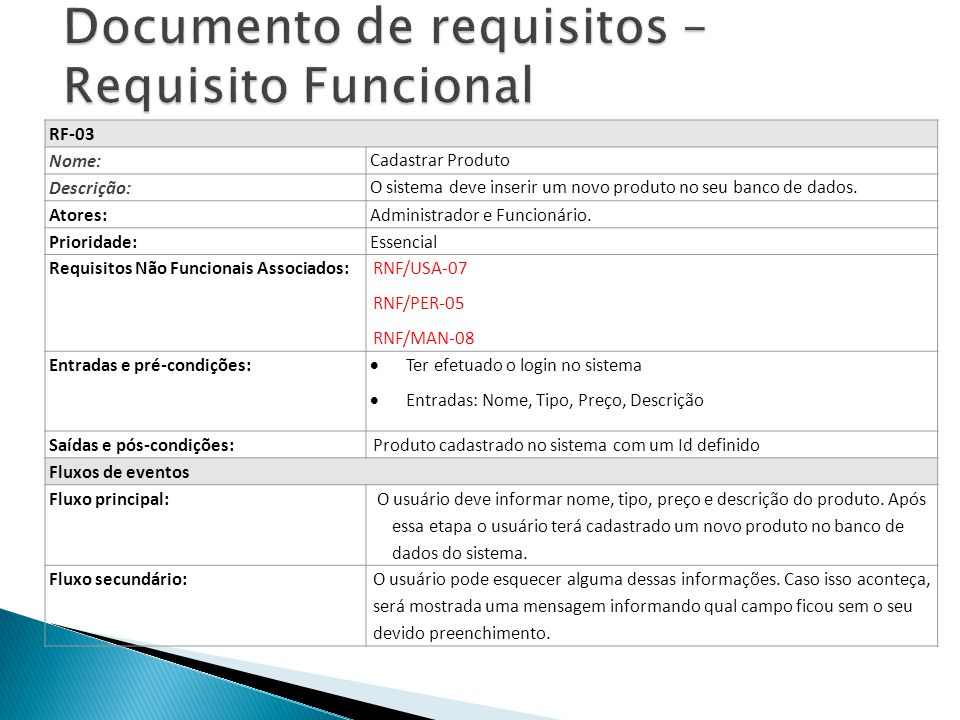 Documento de requisitos –
Requisito Funcional
RF-03
Nome: Cadastrar Produto
Descrição: O sistema deve inserir um novo produto no seu banco de dados.
Atores: Administrador e Funcionário.
Prioridade: Essencial
Requisitos Não Funcionais Associados: RNF/USA-07
RNF/PER-05
RNF/MAN-08
Entradas e pré-condições: • Ter efetuado o login no sistema
• Entradas: Nome, Tipo, Preço, Descrição
Saídas e pós-condições: Produto cadastrado no sistema com um Id definido
Fluxos de eventos
Fluxo principal: O usuário deve informar nome, tipo, preço e descrição do produto. Após
essa etapa o usuário terá cadastrado um novo produto no banco de
dados do sistema.
Fluxo secundário: O usuário pode esquecer alguma dessas informações. Caso isso aconteça,
será mostrada uma mensagem informando qual campo ficou sem o seu
devido preenchimento.